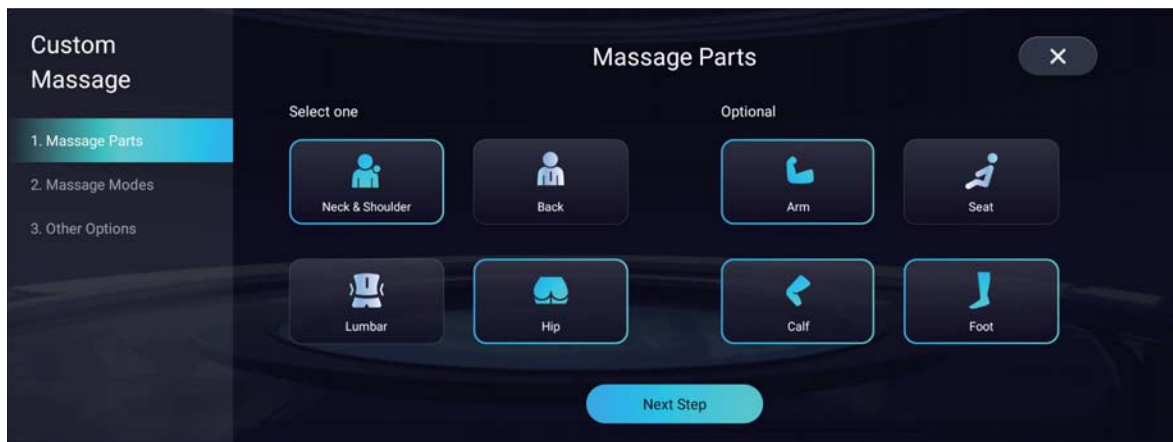 Custom
Massage
1. Massage Parts
2. Massage Modes
3. Other Options
Massage Parts
Select one
Optional
Neck & Shoulder
Back
Arm
Seat
Lumbar
Hip
Calf
Foot
Next Step